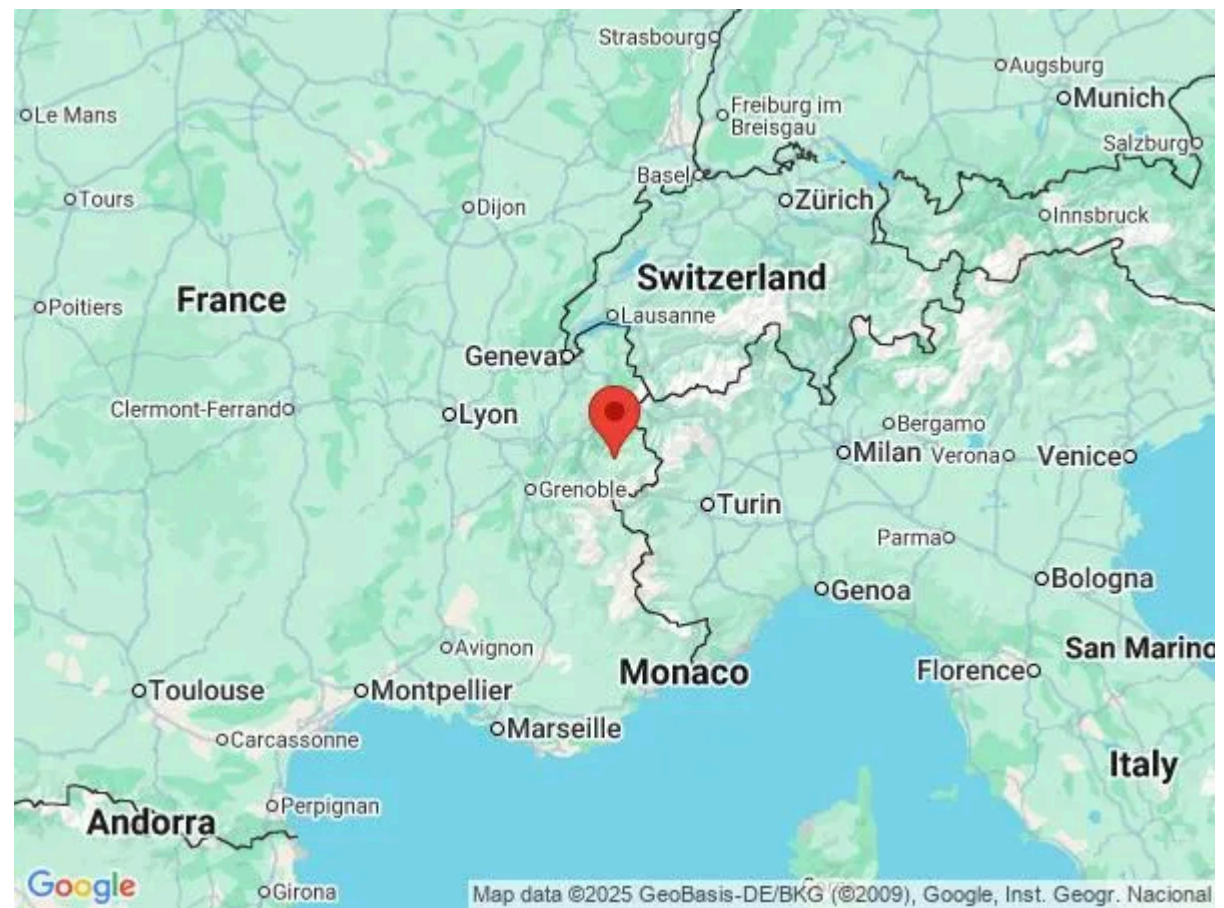 Strasbourg
Augsburg
Munich
Le Mans
Freiburg im
Breisgau
Salzburg
Basel
Zürich
Tours
Dijon
Innsbruck
Switzerland
France
Poitiers
Lausanne
Geneva
Clermont-Ferrand
Lyon
Bergamo
Milan
Verona
Venice
Grenoble
Turin
Parma
Genoa
Bologna
Avignon
San Marino
Monaco
Florence
Toulouse
Montpellier
Marseille
Carcassonne
Italy
Perpignan
Andorra
Google
Girona
Map data ©2025 GeoBasis-DE/BKG (©2009), Google, Inst. Geogr. Nacional